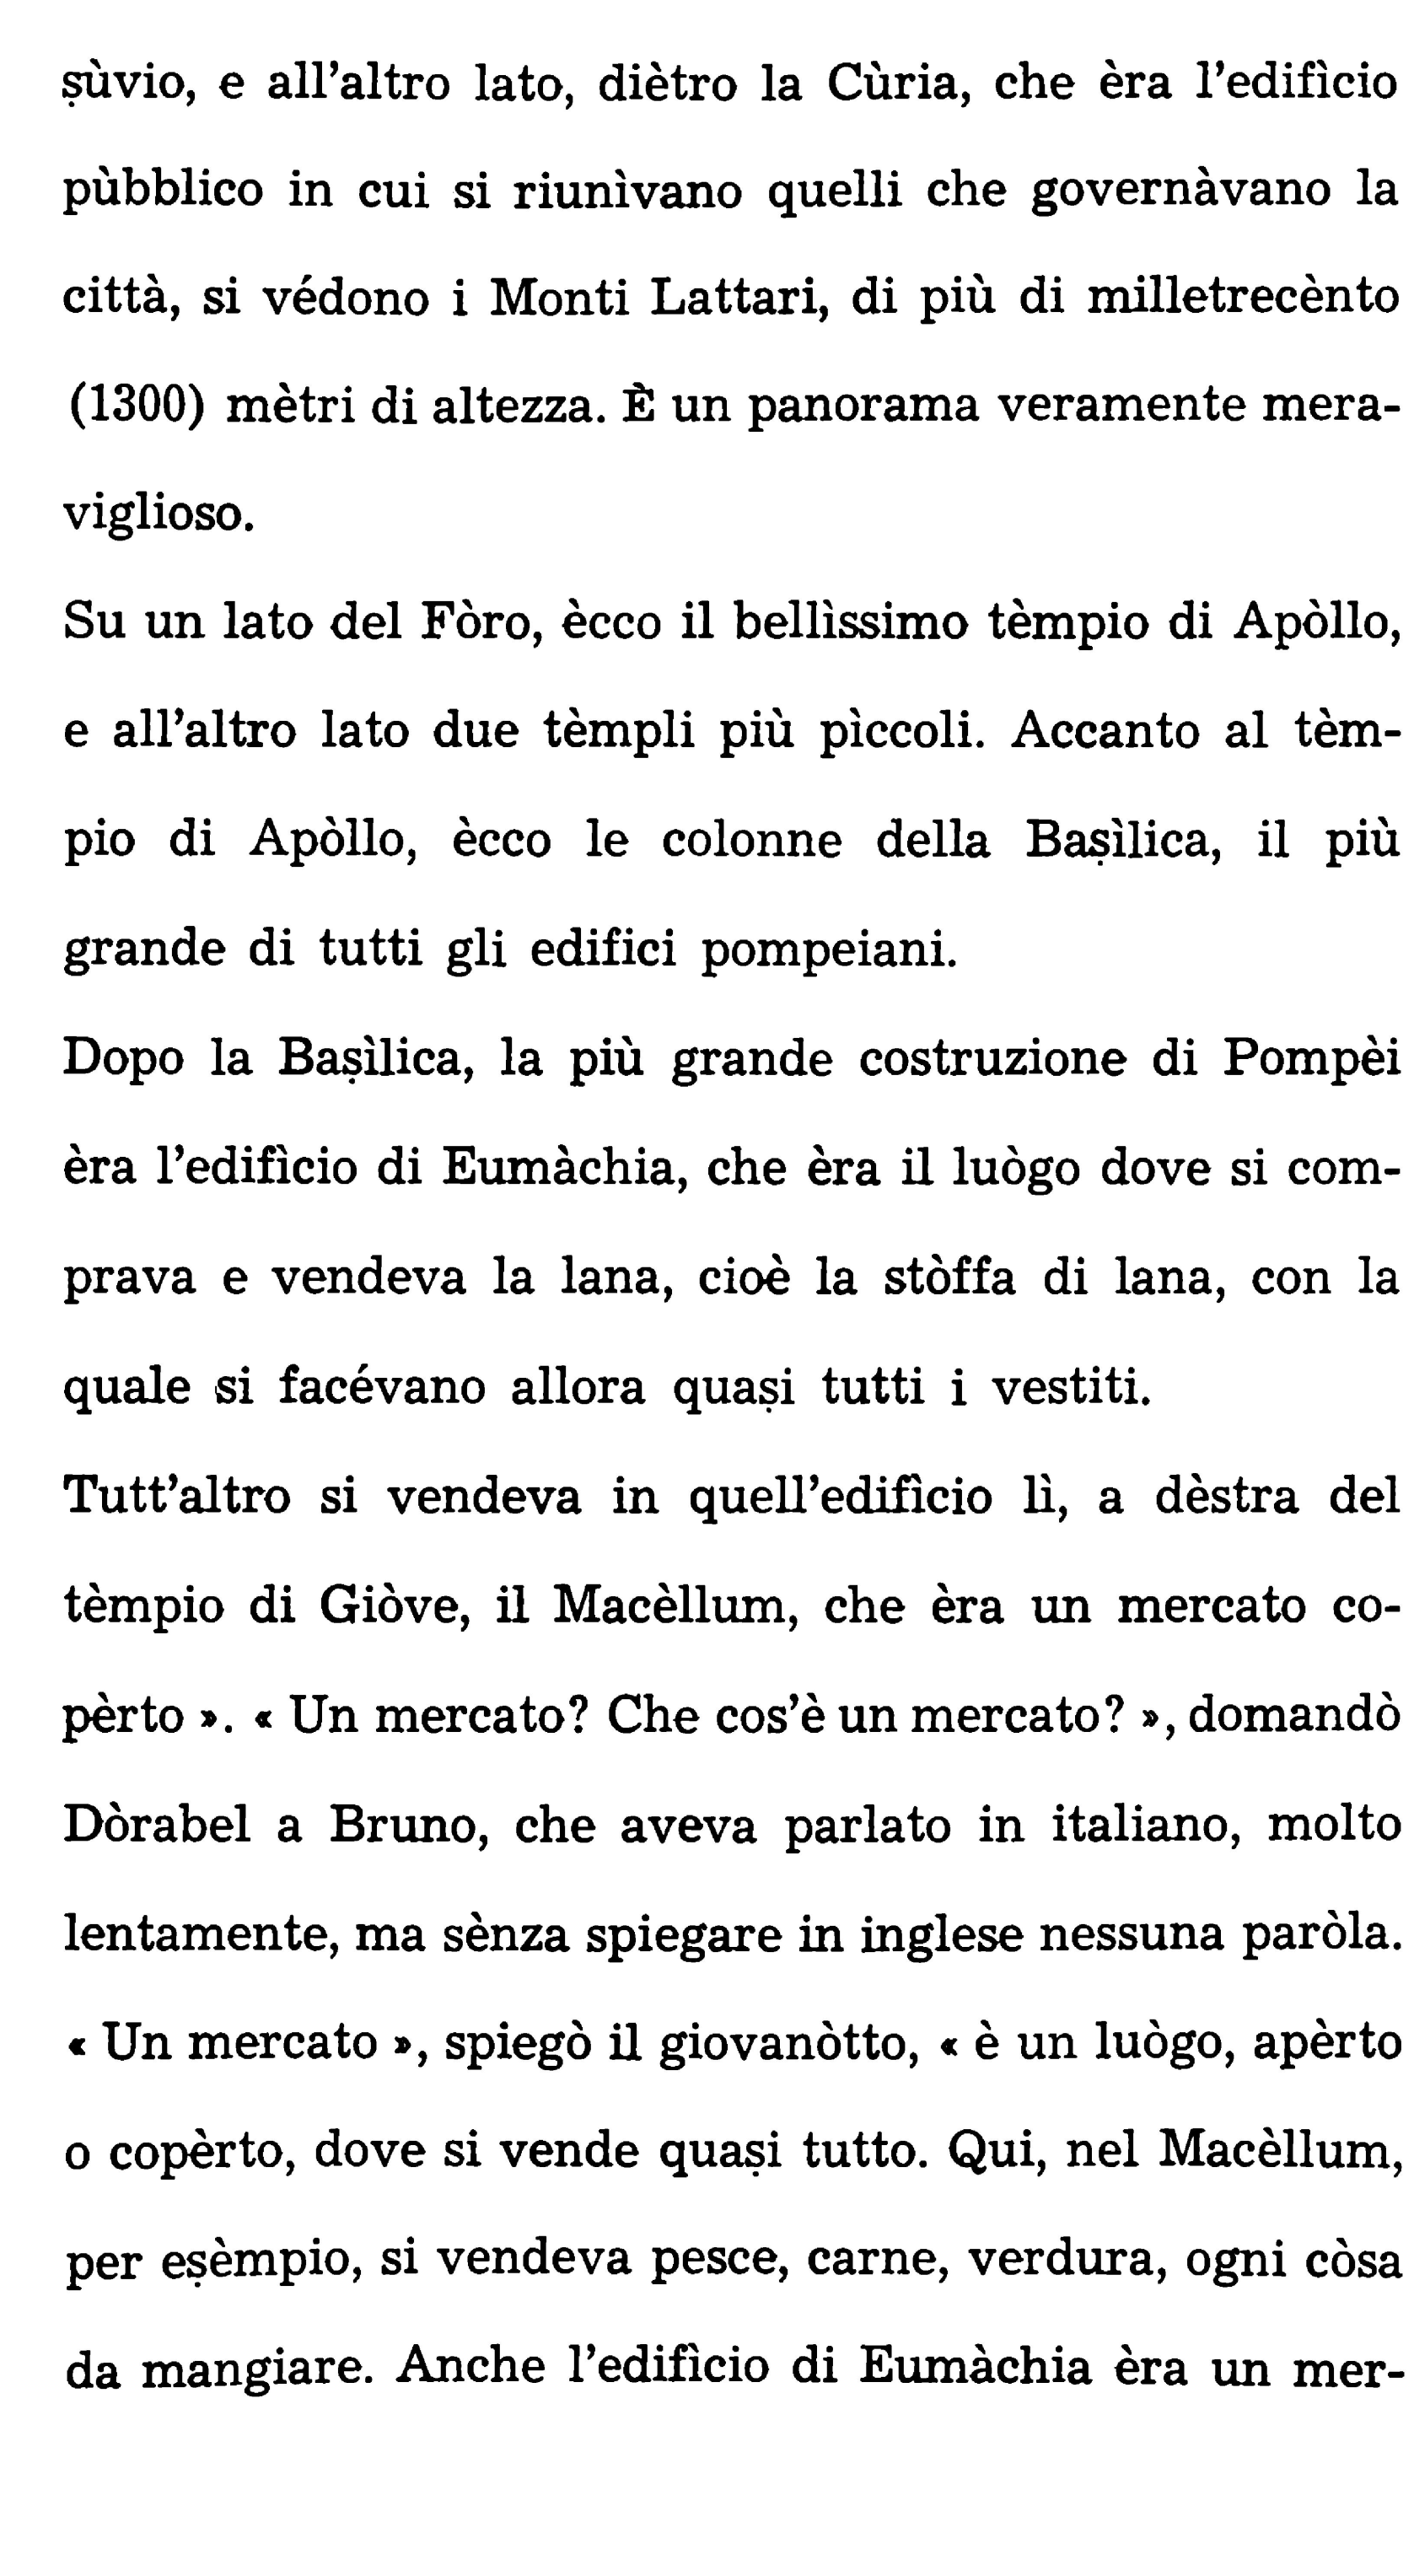 ṣùvio, e all'altro lato, diètro la Cùria, che èra l'edifìcio
pùbblico in cui si riunìvano quelli che governàvano la
città, si védono i Monti Lattari, di più di milletrecènto
(1300) mètri di altezza. È un panorama veramente mera-
viglioso.
Su un lato del Fòro, ècco il bellìssimo tèmpio di Apòllo,
e all'altro lato due tèmpli più pìccoli. Accanto al tèm-
pio di Apòllo, ècco le colonne della Baṣìlica, il più
grande di tutti gli edifici pompeiani.
Dopo la Baṣìlica, la più grande costruzione di Pompèi
èra l'edifìcio di Eumàchia, che èra il luògo dove si com-
prava e vendeva la lana, cioè la stòffa di lana, con la
quale si facévano allora quaṣi tutti i vestiti.
Tutt'altro si vendeva in quell'edifìcio lì, a dèstra del
tèmpio di Giòve, il Macèllum, che èra un mercato co-
pèrto ». « Un mercato? Che cos'è un mercato? », domandò
Dòrabel a Bruno, che aveva parlato in italiano, molto
lentamente, ma sènza spiegare in inglese nessuna paròla.
« Un mercato », spiegò il giovanòtto, « è un luògo, apèrto
o copèrto, dove si vende quaṣi tutto. Qui, nel Macèllum,
per eṣèmpio, si vendeva pesce, carne, verdura, ogni còsa
da mangiare. Anche l'edifìcio di Eumàchia èra un mer-